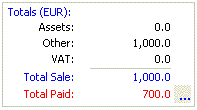 Totals (EUR):
Assets: 0.0
Other: 1,000.0
VAT: 0.0
Total Sale: 1,000.0
Total Paid: 700.0 ...